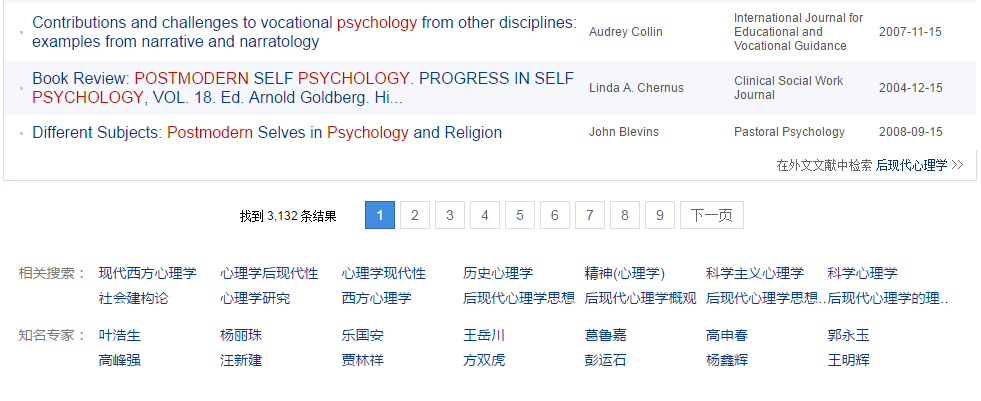 Contributions and challenges to vocational psychology from other disciplines: examples from narrative and narratology
Audrey Collin
International Journal for Educational and Vocational Guidance
2007-11-15
Book Review: POSTMODERN SELF PSYCHOLOGY. PROGRESS IN SELF PSYCHOLOGY, VOL. 18. Ed. Arnold Goldberg. Hi...
Linda A. Chernus
Clinical Social Work Journal
2004-12-15
Different Subjects: Postmodern Selves in Psychology and Religion
John Blevins
Pastoral Psychology
2008-09-15
在外文文献中检索 后现代心理学 >>
找到 3,132 条结果 1 2 3 4 5 6 7 8 9 下一页
相关搜索： 现代西方心理学 心理学后现代性 心理学现代性 历史心理学 精神(心理学) 科学主义心理学 科学心理学
社会建构论 心理学研究 西方心理学 后现代心理学思想 后现代心理学概观 后现代心理学思想.. 后现代心理学的理..
知名专家： 叶浩生 杨丽珠 乐国安 王岳川 葛鲁嘉 高申春 郭永玉
高峰强 汪新建 贾林祥 方双虎 彭运石 杨鑫辉 王明辉